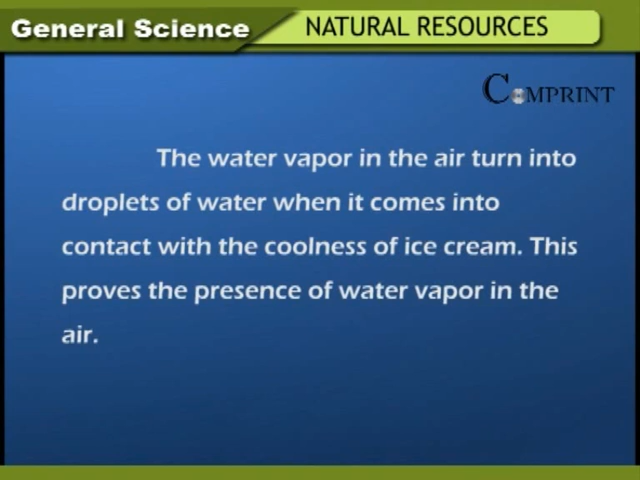 General Science
NATURAL RESOURCES
COMPRINT
The water vapor in the air turn into
droplets of water when it comes into
contact with the coolness of ice cream. This
proves the presence of water vapor in the
air.